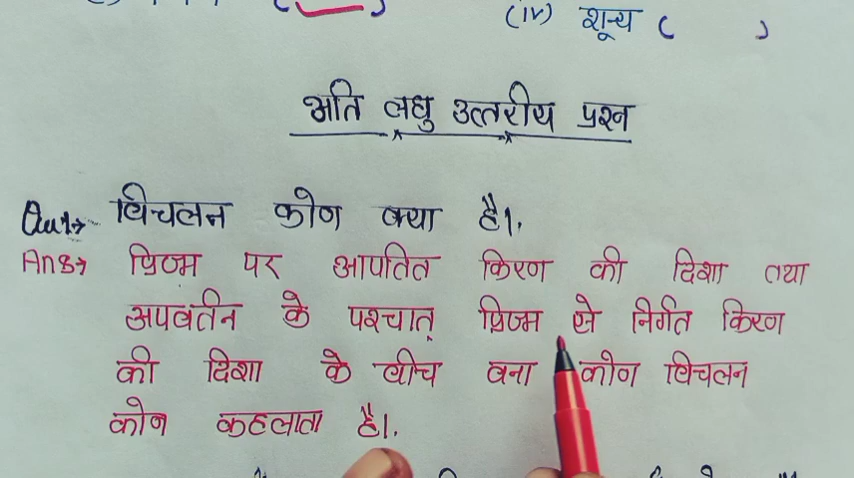 (iv) शून्य ( )
अति लघु उत्तरीय प्रश्न
Qu1→ विचलन कोण क्या है।.
Ans→ प्रिज्म पर आपतित किरण की दिशा तथा
अपवर्तन के पश्चात् प्रिज्म से निर्गत किरण
की दिशा के बीच बना कोण विचलन
कोण कहलाता है।.